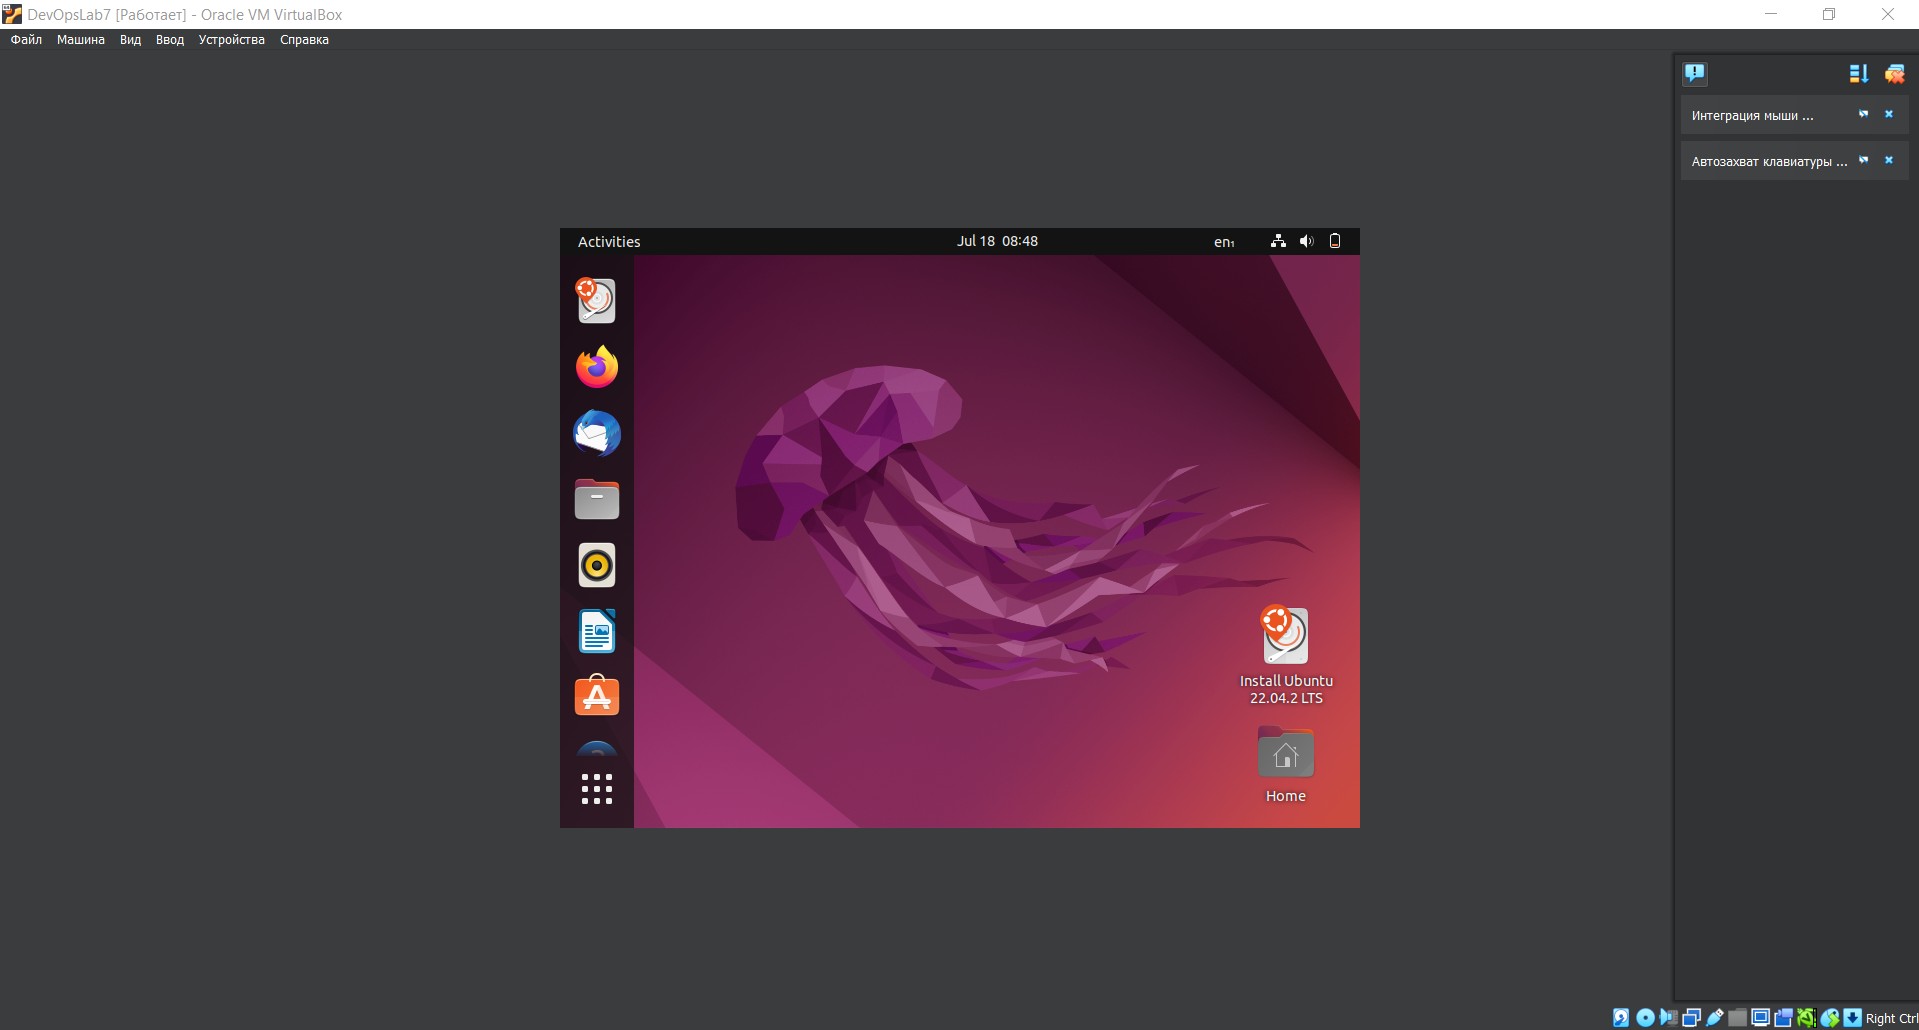 DevOpsLab7 [Работает] - Oracle VM VirtualBox
Файл Машина Вид Ввод Устройства Справка
Интеграция мыши ...
Автозахват клавиатуры ...
Activities Jul 18 08:48 en₁
Install Ubuntu
22.04.2 LTS
Home
Right Ctrl